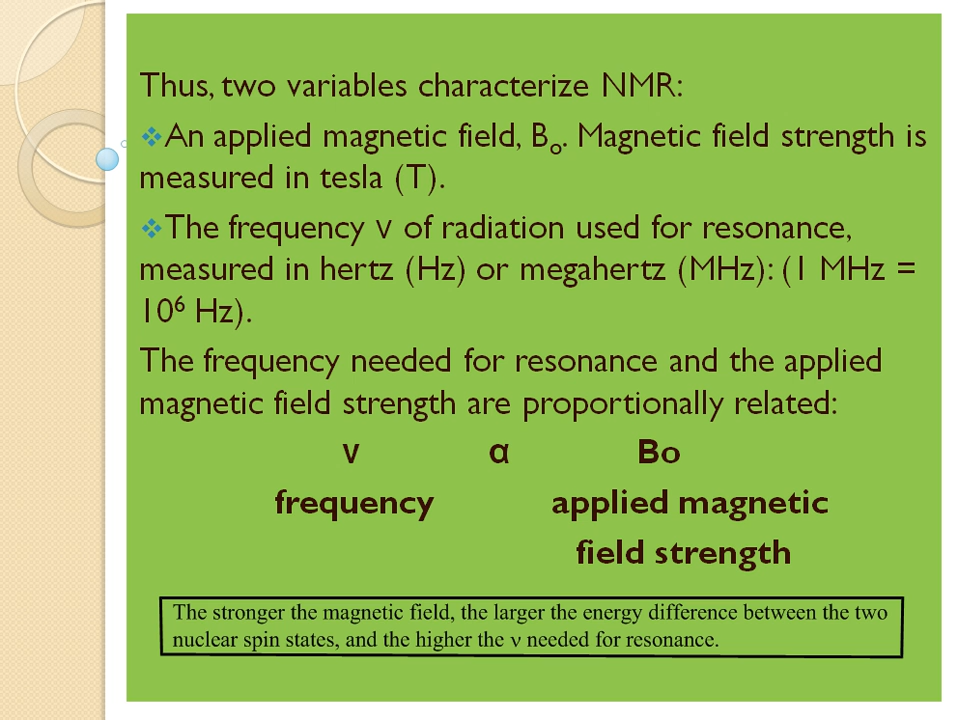 Thus, two variables characterize NMR:
❖An applied magnetic field, Bo. Magnetic field strength is
measured in tesla (T).
❖The frequency ν of radiation used for resonance,
measured in hertz (Hz) or megahertz (MHz): (1 MHz =
10⁶ Hz).
The frequency needed for resonance and the applied
magnetic field strength are proportionally related:
ν α Bo
frequency applied magnetic
field strength
The stronger the magnetic field, the larger the energy difference between the two
nuclear spin states, and the higher the ν needed for resonance.